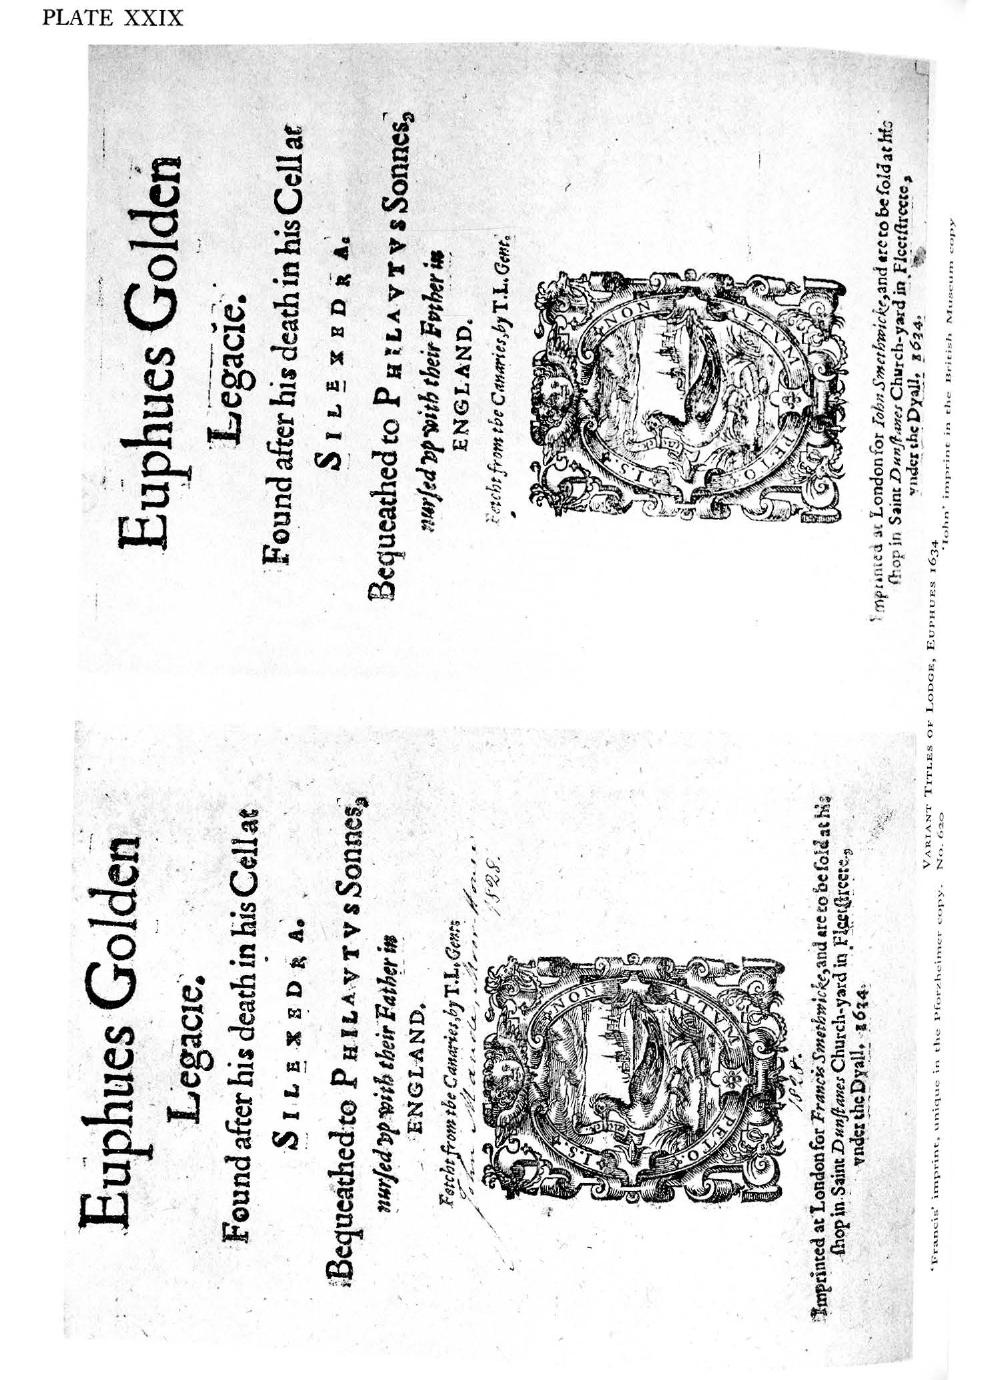 PLATE XXIX
Euphues Golden
Legacie.
Found after his death in his Cell at
SILEXEDRA.
Bequeathed to PHILAVTVS Sonnes,
nurſed vp with their Father in
ENGLAND.
Fetcht from the Canaries, by T.L. Gent.
1828.
NON ALTVM PETO. I.S.
1828.
Imprinted at London for Francis Smethwicke, and are to be ſold at his
ſhop in Saint Dunſtanes Church-yard in Fleetſtreete,
vnder the Dyall. 1634.
Euphues Golden
Legacie.
Found after his death in his Cell at
SILEXEDRA.
Bequeathed to PHILAVTVS Sonnes,
nurſed vp with their Father in
ENGLAND.
Fetcht from the Canaries, by T.L. Gent.
NON ALTVM PETO I.S.
Imprinted at London for Iohn Smethwicke, and are to be ſold at his
ſhop in Saint Dunſtanes Church-yard in Fleetſtreete,
vnder the Dyall. 1634.
VARIANT TITLES OF LODGE, EUPHUES 1634
'Francis' imprint, unique in the Pforzheimer copy. No. 620
'Iohn' imprint in the British Museum copy